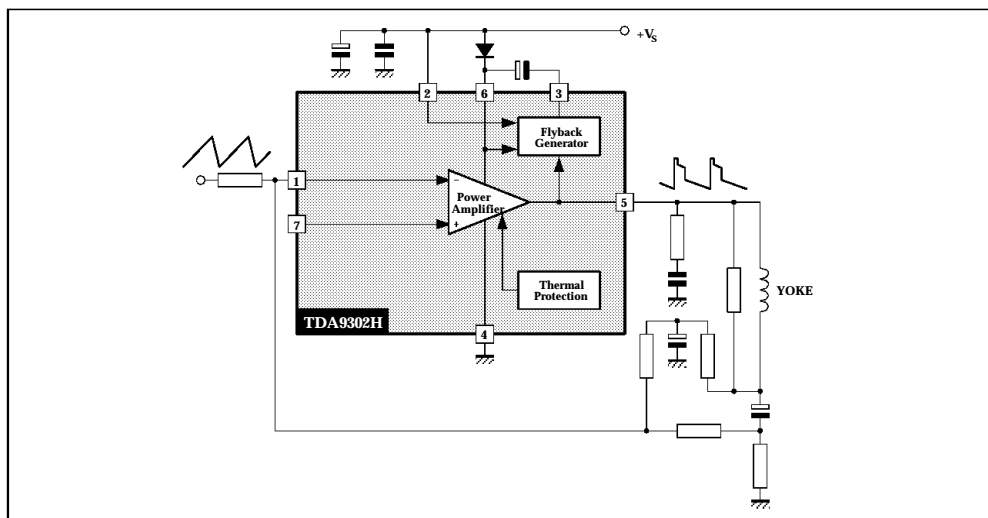 +VS
2
6
3
Flyback
Generator
1
Power
Amplifier
−
+
7
5
YOKE
Thermal
Protection
TDA9302H
4